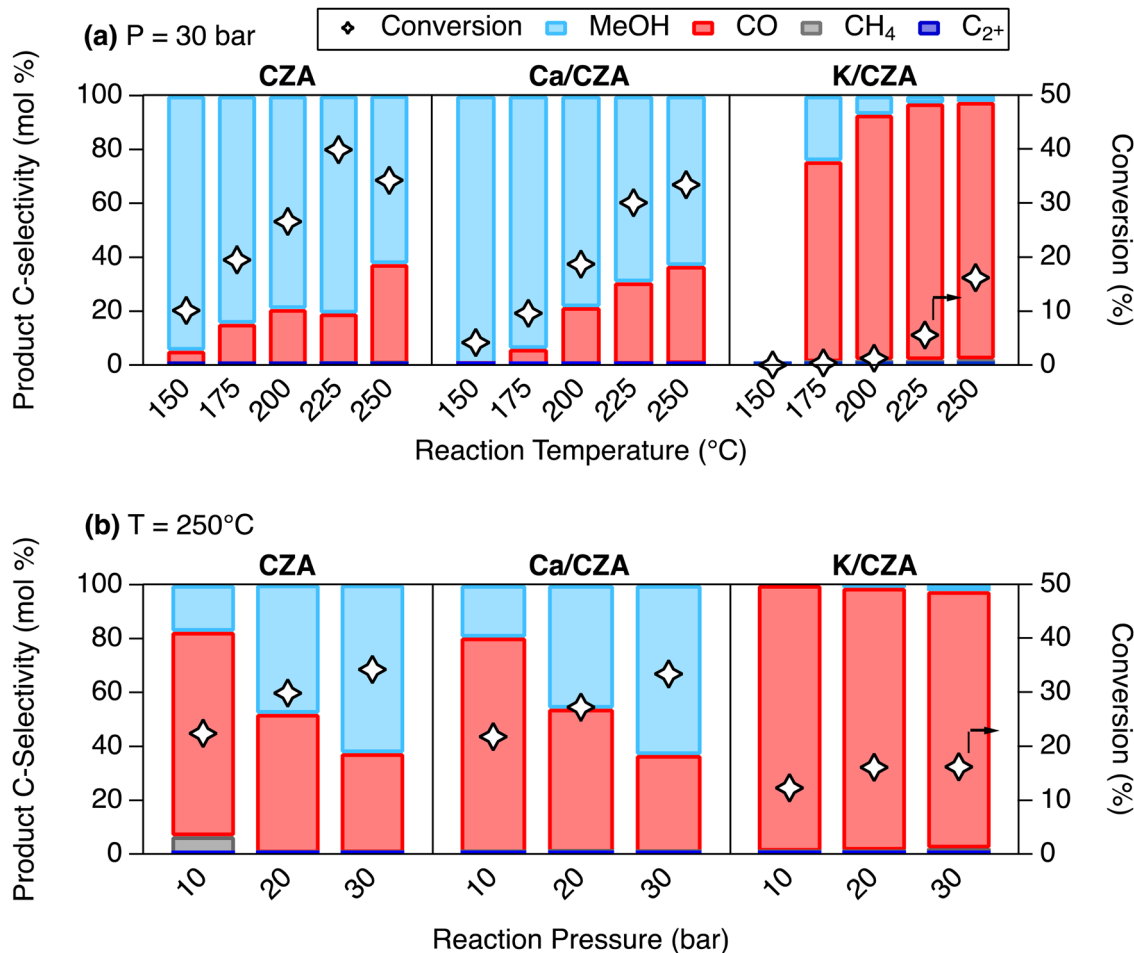 (a) P = 30 bar
Conversion MeOH CO CH₄ C₂₊
CZA Ca/CZA K/CZA
Product C-selectivity (mol %)
100
80
60
40
20
0
50
40
30
20
10
0
Conversion (%)
150 175 200 225 250 150 175 200 225 250 150 175 200 225 250
Reaction Temperature (°C)
(b) T = 250°C
CZA Ca/CZA K/CZA
Product C-Selectivity (mol %)
100
80
60
40
20
0
50
40
30
20
10
0
Conversion (%)
10 20 30 10 20 30 10 20 30
Reaction Pressure (bar)